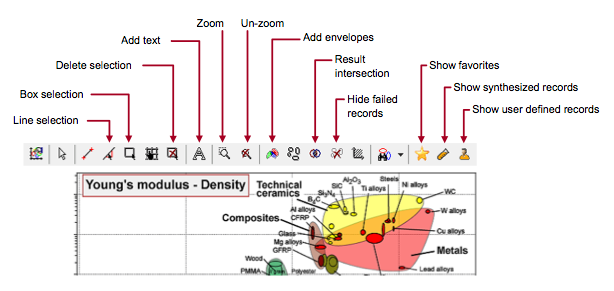 Zoom
Un-zoom
Add text
Add envelopes
Delete selection
Result
intersection
Show favorites
Box selection
Hide failed
records
Show synthesized records
Line selection
Show user defined records
Young's modulus - Density
Technical
ceramics
Al2O3
Steels
SiC
Ti alloys
Ni alloys
Si3N4
WC
B4C
Al alloys
CFRP
W alloys
Composites
Glass
Cu alloys
Mg alloys
GFRP
Metals
Wood
PMMA
Polyester
Lead alloys